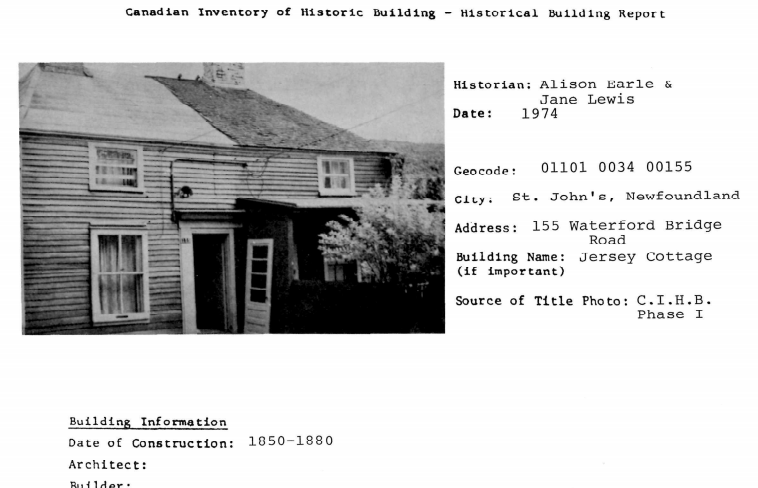 Canadian Inventory of Historic Building - Historical Building Report
Historian: Alison Earle &
Jane Lewis
Date: 1974
Geocode: 01101 0034 00155
City: St. John's, Newfoundland
Address: 155 Waterford Bridge
Road
Building Name: Jersey Cottage
(if important)
Source of Title Photo: C.I.H.B.
Phase I
155
Building Information
Date of Construction: 1850-1880
Architect:
Builder: